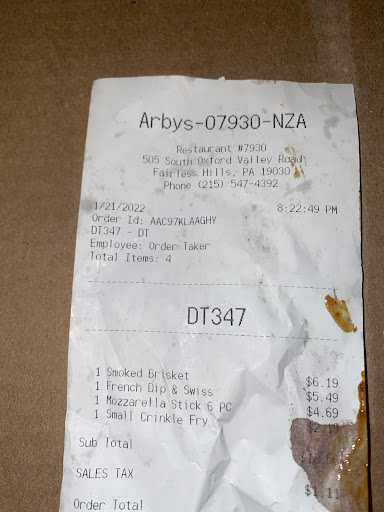 Arbys-07930-NZA
Restaurant #7930
505 South Oxford Valley Road
Fairless Hills, PA 19030
Phone (215) 547-4392
1/21/2022 8:22:49 PM
Order Id: AAC97KLAAGHY
DT347 - DT
Employee: Order Taker
Total Items: 4
DT347
1 Smoked Brisket $6.19
1 French Dip & Swiss $5.49
1 Mozzarella Stick 6 PC $4.69
1 Small Crinkle Fry
Sub Total
SALES TAX $1.11
Order Total